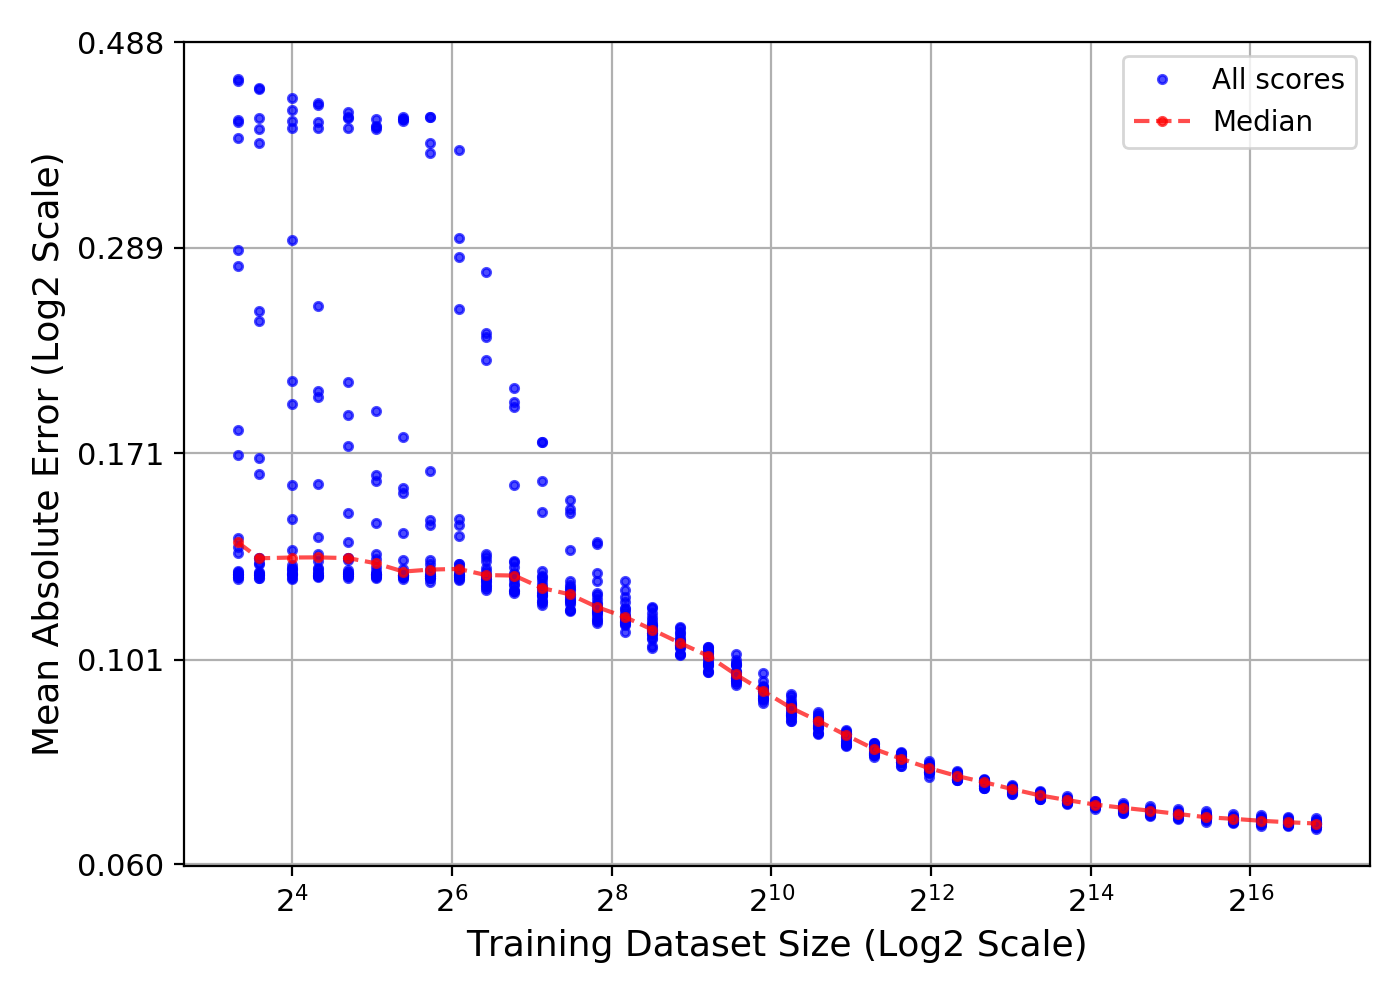 0.488
0.289
0.171
0.101
0.060
Mean Absolute Error (Log2 Scale)
All scores
Median
2^4 2^6 2^8 2^10 2^12 2^14 2^16
Training Dataset Size (Log2 Scale)